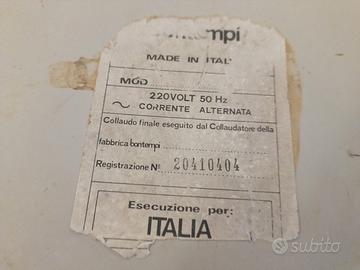 ontempi
MADE IN ITAL
MOD
220VOLT 50 Hz
CORRENTE ALTERNATA
Collaudo finale eseguito dal Collaudatore della
fabbrica bontempi
Registrazione N° 20410404
Esecuzione per:
ITALIA
subito